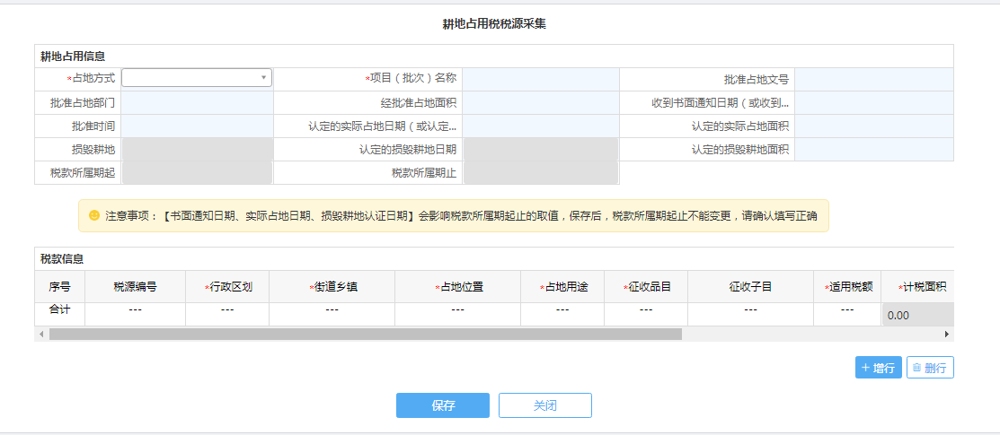 耕地占用税税源采集
耕地占用信息
*占地方式 *项目（批次）名称 批准占地文号
批准占地部门 经批准占地面积 收到书面通知日期（或收到...
批准时间 认定的实际占地日期（或认定... 认定的实际占地面积
损毁耕地 认定的损毁耕地日期 认定的损毁耕地面积
税款所属期起 税款所属期止
注意事项：【书面通知日期、实际占地日期、损毁耕地认证日期】会影响税款所属期起止的取值，保存后，税款所属期起止不能变更，请确认填写正确
税款信息
序号 税源编号 *行政区划 *街道乡镇 *占地位置 *占地用途 *征收品目 征收子目 *适用税额 *计税面积
合计 --- --- --- --- --- --- --- --- 0.00
增行 删行
保存 关闭